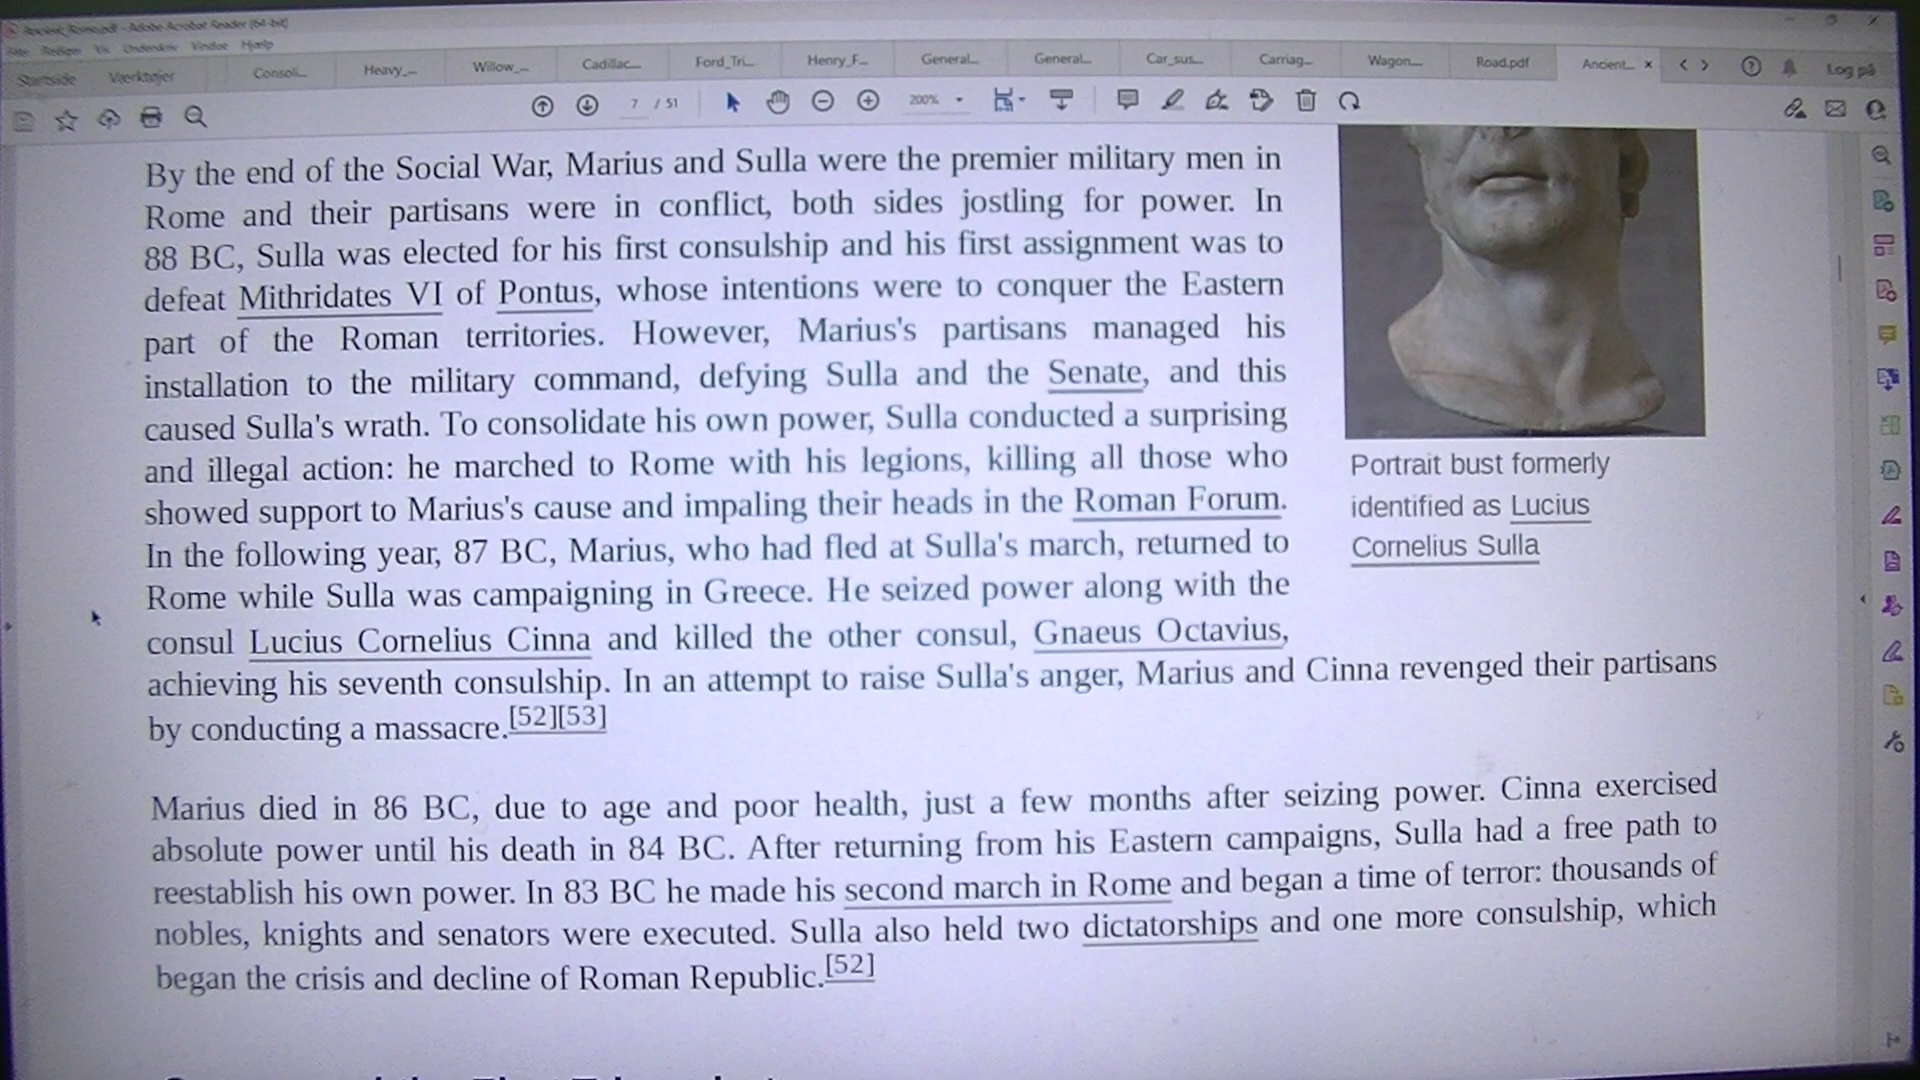 Ancient_Rome.pdf - Adobe Acrobat Reader (64-bit)
Filer Rediger Vis Underskriv Vindue Hjælp
Startside Værktøjer Consoli... Heavy_... Willow_... Cadillac... Ford_Tri... Henry_F... General... General... Car_sus... Carriag... Wagon... Road.pdf Ancient_... × Log på
7 / 51 200%
By the end of the Social War, Marius and Sulla were the premier military men in
Rome and their partisans were in conflict, both sides jostling for power. In
88 BC, Sulla was elected for his first consulship and his first assignment was to
defeat Mithridates VI of Pontus, whose intentions were to conquer the Eastern
part of the Roman territories. However, Marius's partisans managed his
installation to the military command, defying Sulla and the Senate, and this
caused Sulla's wrath. To consolidate his own power, Sulla conducted a surprising
and illegal action: he marched to Rome with his legions, killing all those who
showed support to Marius's cause and impaling their heads in the Roman Forum.
In the following year, 87 BC, Marius, who had fled at Sulla's march, returned to
Rome while Sulla was campaigning in Greece. He seized power along with the
consul Lucius Cornelius Cinna and killed the other consul, Gnaeus Octavius,
achieving his seventh consulship. In an attempt to raise Sulla's anger, Marius and Cinna revenged their partisans
by conducting a massacre.[52][53]
Portrait bust formerly
identified as Lucius
Cornelius Sulla
Marius died in 86 BC, due to age and poor health, just a few months after seizing power. Cinna exercised
absolute power until his death in 84 BC. After returning from his Eastern campaigns, Sulla had a free path to
reestablish his own power. In 83 BC he made his second march in Rome and began a time of terror: thousands of
nobles, knights and senators were executed. Sulla also held two dictatorships and one more consulship, which
began the crisis and decline of Roman Republic.[52]